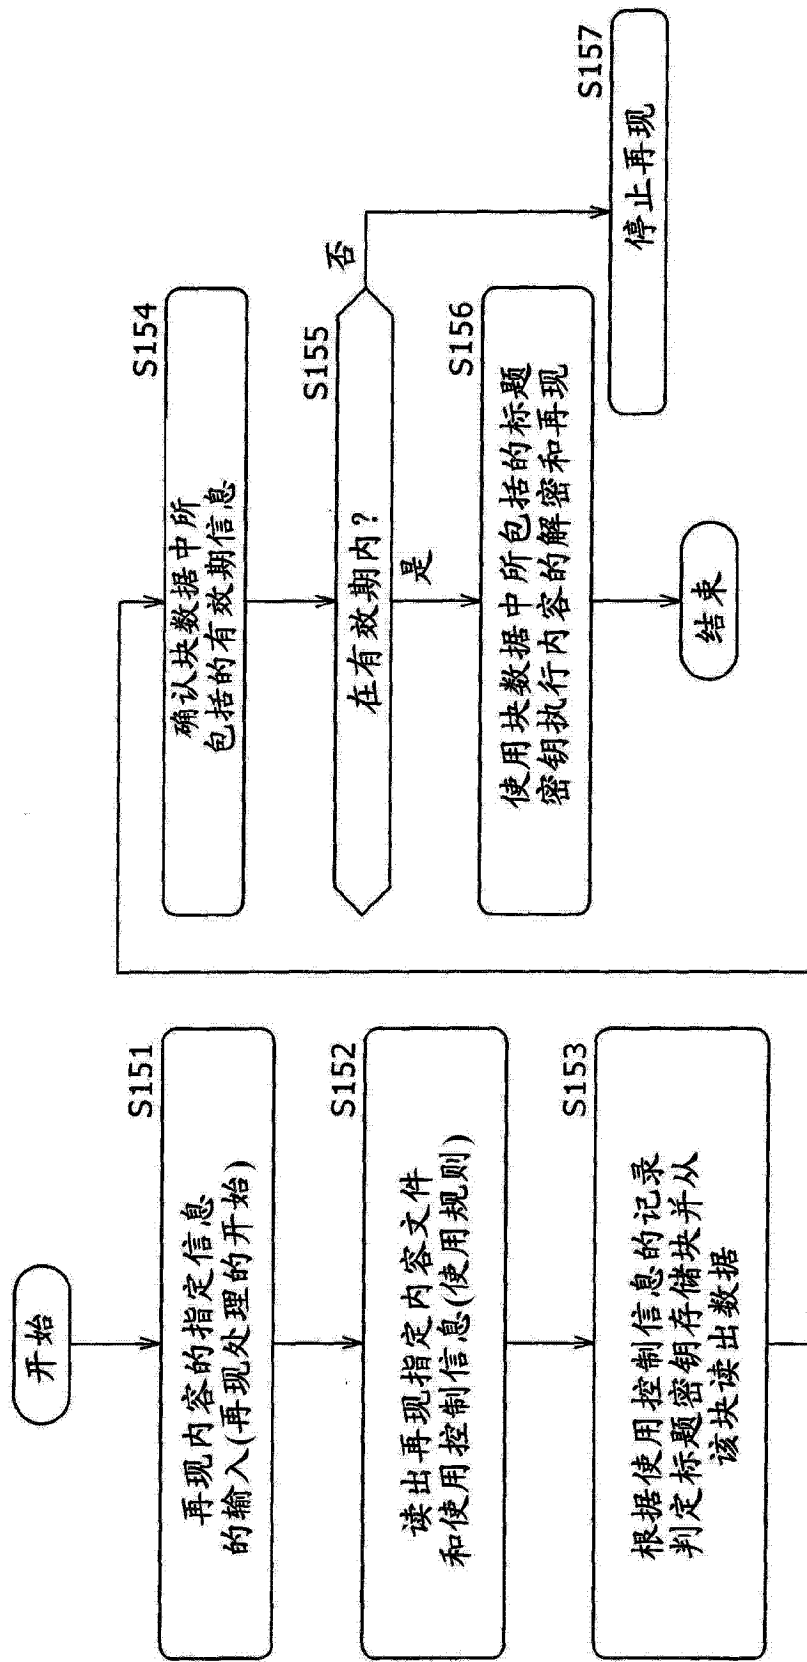 开始
S151
再现内容的指定信息
的输入(再现处理的开始)
S152
读出再现指定内容文件
和使用控制信息(使用规则)
S153
根据使用控制信息的记录
判定标题密钥存储块并从
该块读出数据
S154
确认块数据中所
包括的有效期信息
S155
在有效期内?
否
是
S156
使用块数据中所包括的标题
密钥执行内容的解密和再现
S157
停止再现
结束